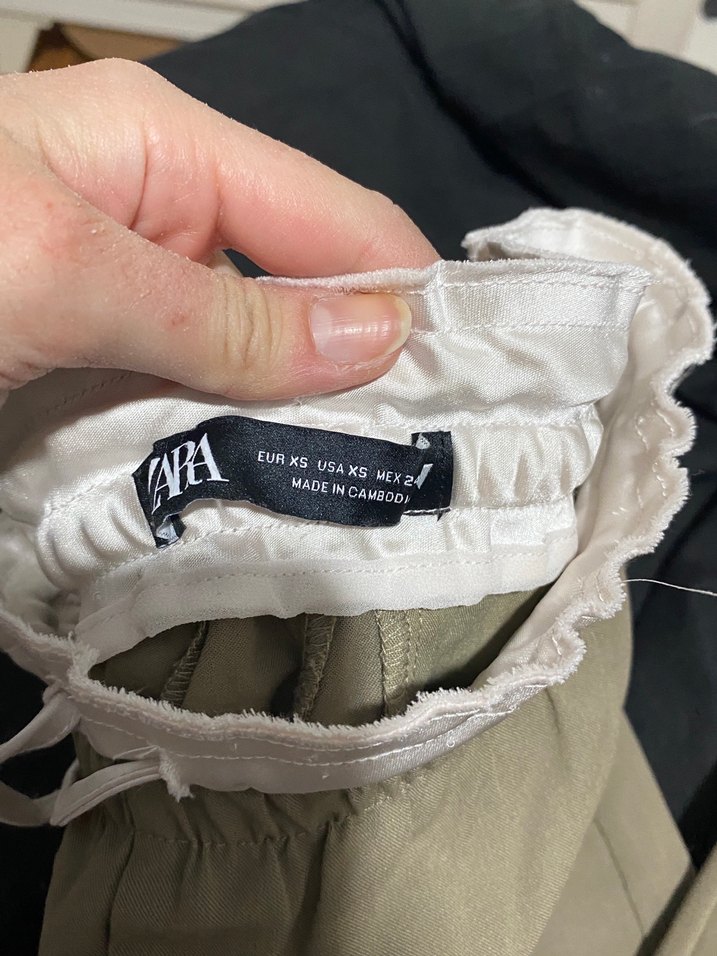 ZARA
EUR XS USA XS MEX 24
MADE IN CAMBODI